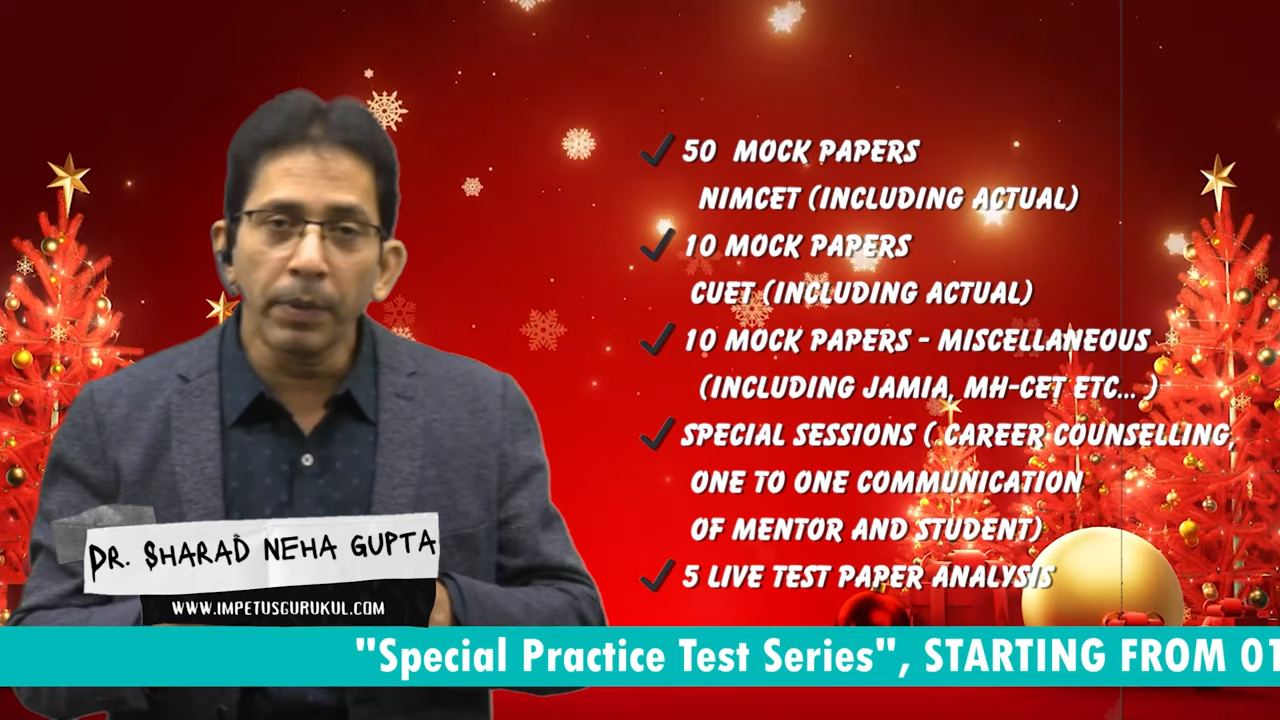 50 MOCK PAPERS
NIMCET (INCLUDING ACTUAL)
10 MOCK PAPERS
CUET (INCLUDING ACTUAL)
10 MOCK PAPERS - MISCELLANEOUS
(INCLUDING JAMIA, MH-CET ETC... )
SPECIAL SESSIONS ( CAREER COUNSELLING,
ONE TO ONE COMMUNICATION
OF MENTOR AND STUDENT)
5 LIVE TEST PAPER ANALYSIS
DR. SHARAD NEHA GUPTA
WWW.IMPETUSGURUKUL.COM
"Special Practice Test Series", STARTING FROM 01